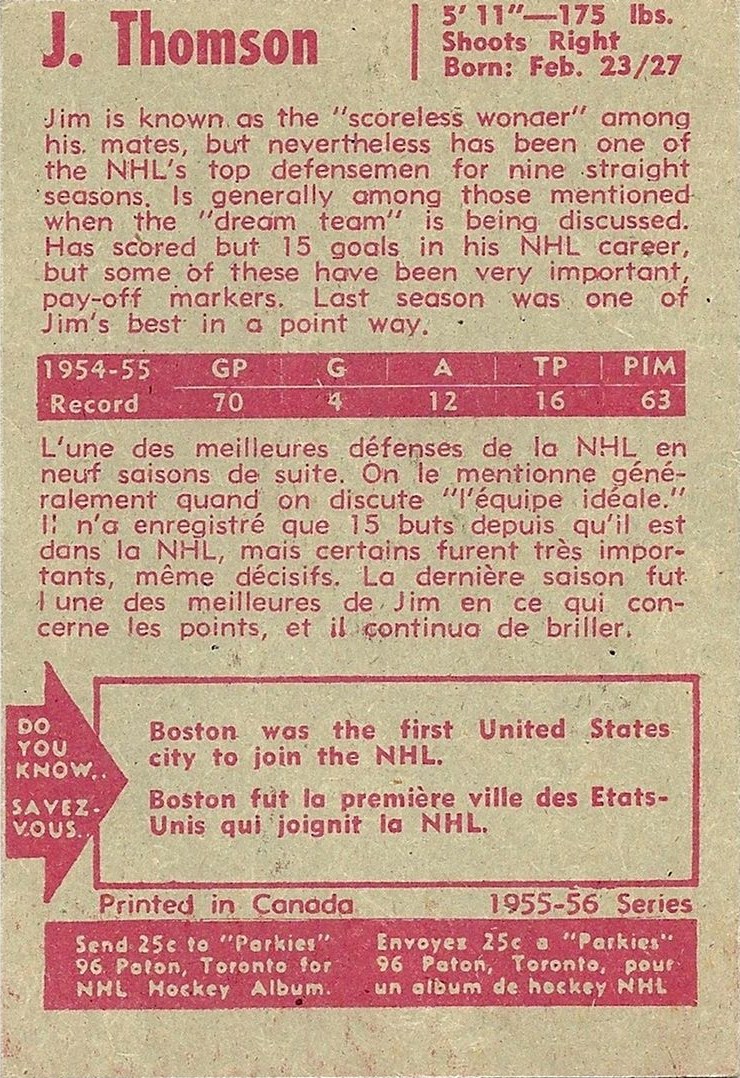 J. Thomson
5' 11"—175 lbs.
Shoots Right
Born: Feb. 23/27
Jim is known as the "scoreless wonder" among
his mates, but nevertheless has been one of
the NHL's top defensemen for nine straight
seasons. Is generally among those mentioned
when the "dream team" is being discussed.
Has scored but 15 goals in his NHL career,
but some of these have been very important,
pay-off markers. Last season was one of
Jim's best in a point way.
1954-55 GP G A TP PIM
Record 70 4 12 16 63
L'une des meilleures défenses de la NHL en
neuf saisons de suite. On le mentionne géné-
ralement quand on discute "l'équipe idéale."
Il n'a enregistré que 15 buts depuis qu'il est
dans la NHL, mais certains furent très impor-
tants, même décisifs. La dernière saison fut
l'une des meilleures de Jim en ce qui con-
cerne les points, et il continua de briller.
DO
YOU
KNOW..
SAVEZ-
VOUS..
Boston was the first United States
city to join the NHL.
Boston fut la première ville des Etats-
Unis qui joignit la NHL.
Printed in Canada 1955-56 Series
Send 25c to "Parkies"
96 Paton, Toronto for
NHL Hockey Album.
Envoyez 25c a "Parkies"
96 Paton, Toronto, pour
un album de hockey NHL